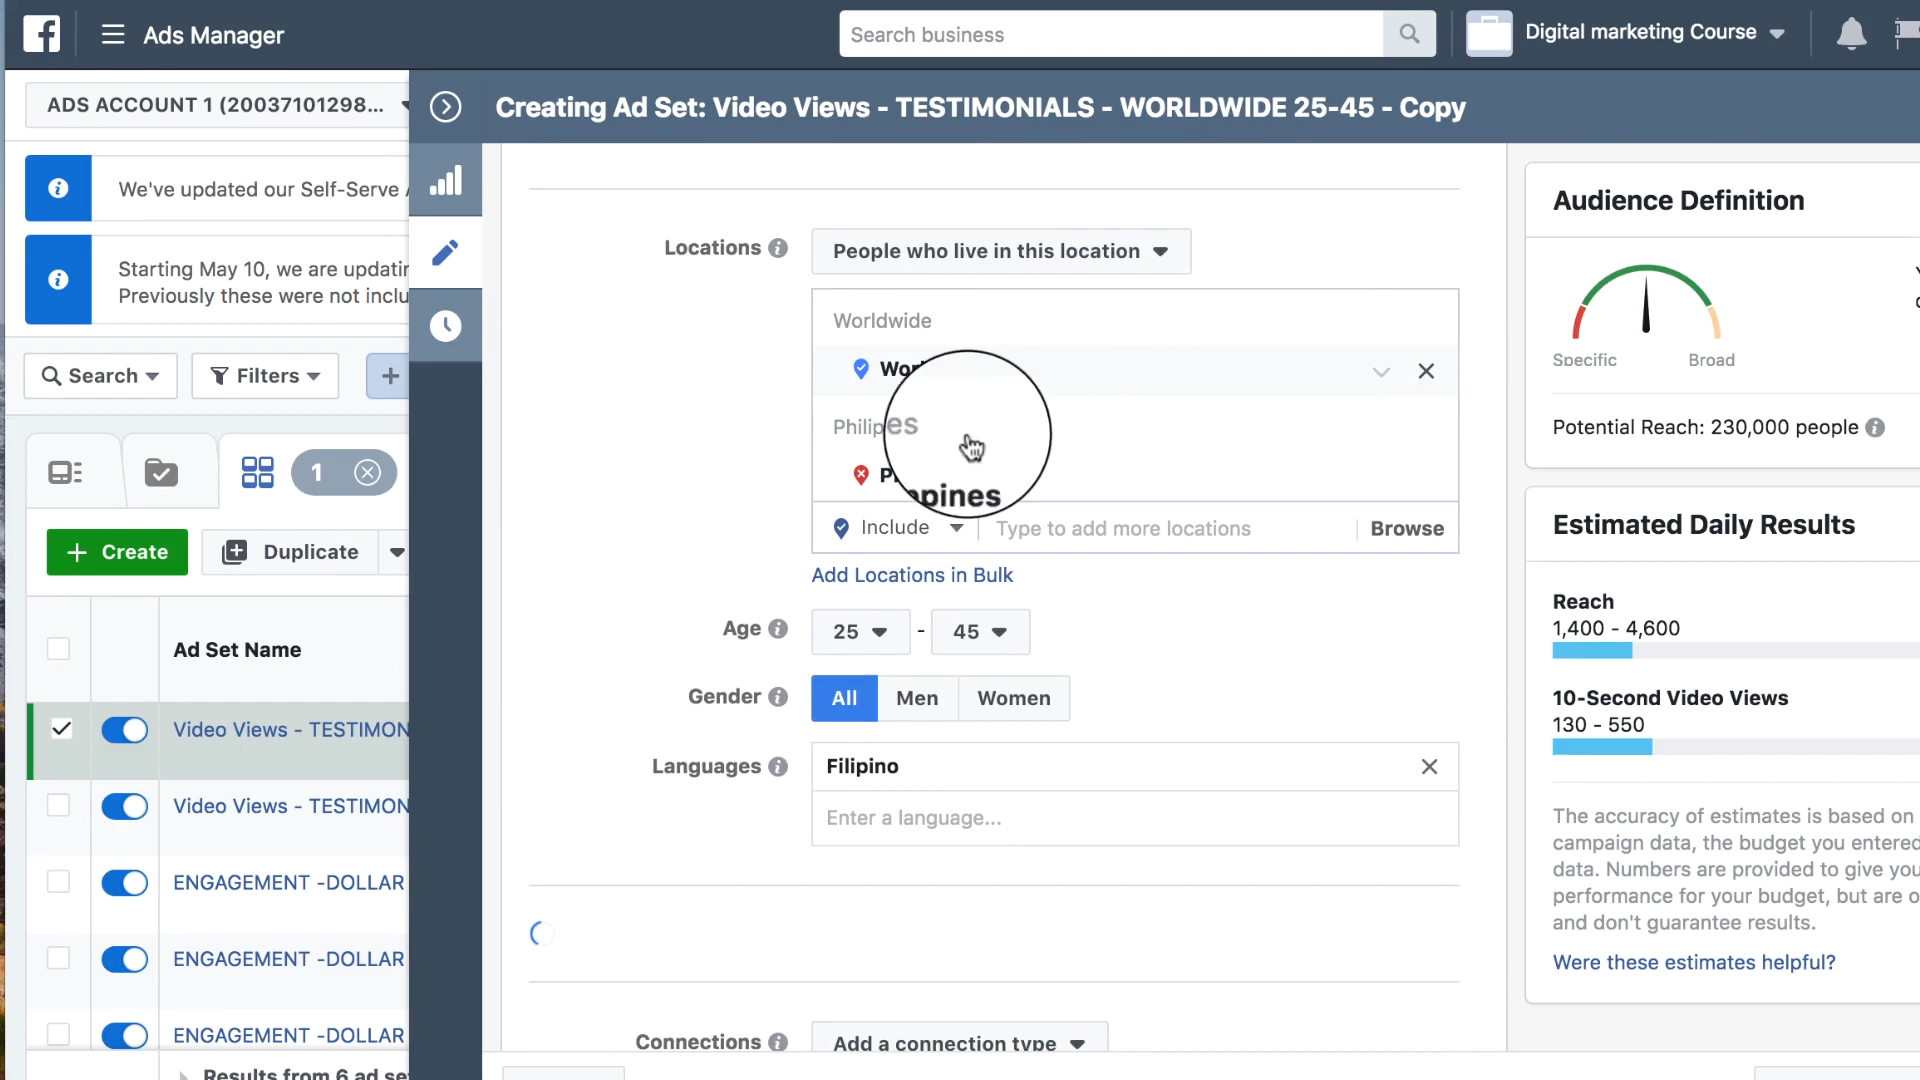 Ads Manager
Search business
Digital marketing Course
ADS ACCOUNT 1 (20037101298...
Creating Ad Set: Video Views - TESTIMONIALS - WORLDWIDE 25-45 - Copy
We've updated our Self-Serve
Starting May 10, we are updatin
Previously these were not inclu
Search
Filters
1
Create
Duplicate
Ad Set Name
Video Views - TESTIMON
Video Views - TESTIMON
ENGAGEMENT -DOLLAR
ENGAGEMENT -DOLLAR
ENGAGEMENT -DOLLAR
Results from 6 ad set
Locations
People who live in this location
Worldwide
Include
Type to add more locations
Browse
Add Locations in Bulk
Age
25
-
45
Gender
All
Men
Women
Languages
Filipino
Enter a language...
Connections
Add a connection type
Audience Definition
Specific
Broad
Potential Reach: 230,000 people
Estimated Daily Results
Reach
1,400 - 4,600
10-Second Video Views
130 - 550
The accuracy of estimates is based on
campaign data, the budget you entered
data. Numbers are provided to give you
performance for your budget, but are o
and don't guarantee results.
Were these estimates helpful?